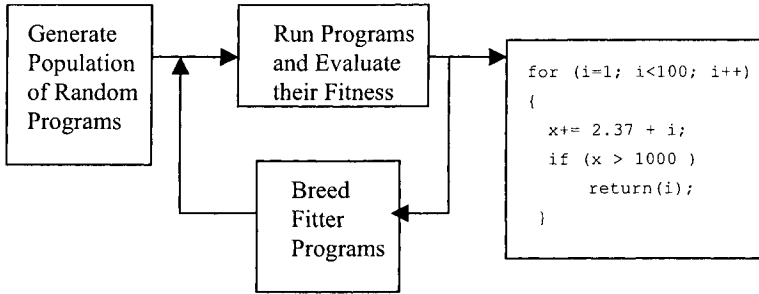 Generate
Population
of Random
Programs
Run Programs
and Evaluate
their Fitness
Breed
Fitter
Programs
for (i=1; i<100; i++)
{
x+= 2.37 + i;
if (x > 1000 )
return(i);
}